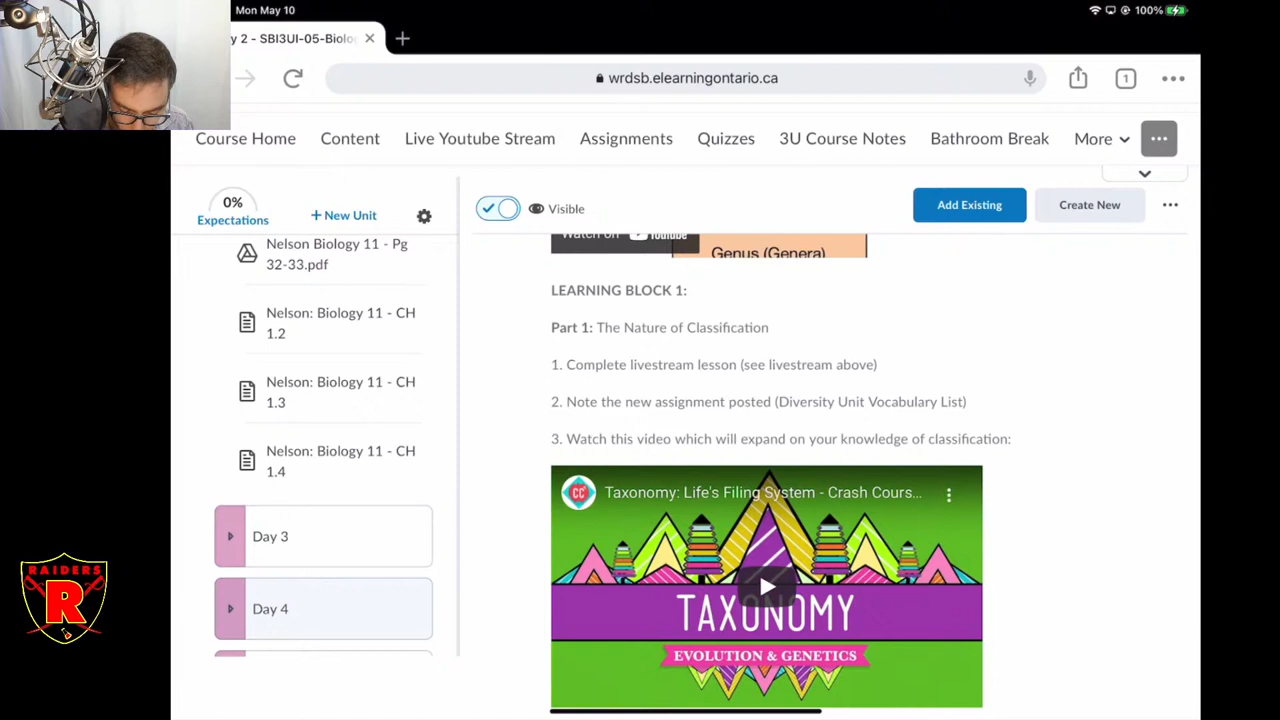 Mon May 10
100%
y 2 - SBI3UI-05-Biolo
wrdsb.elearningontario.ca
1
Course Home
Content
Live Youtube Stream
Assignments
Quizzes
3U Course Notes
Bathroom Break
More
0%
Expectations
+ New Unit
Visible
Add Existing
Create New
Nelson Biology 11 - Pg
32-33.pdf
Nelson: Biology 11 - CH
1.2
Nelson: Biology 11 - CH
1.3
Nelson: Biology 11 - CH
1.4
Day 3
Day 4
Watch on YouTube
Genus (Genera)
LEARNING BLOCK 1:
Part 1: The Nature of Classification
1. Complete livestream lesson (see livestream above)
2. Note the new assignment posted (Diversity Unit Vocabulary List)
3. Watch this video which will expand on your knowledge of classification:
CC
Taxonomy: Life's Filing System - Crash Cours...
TAXONOMY
EVOLUTION & GENETICS
RAIDERS
R